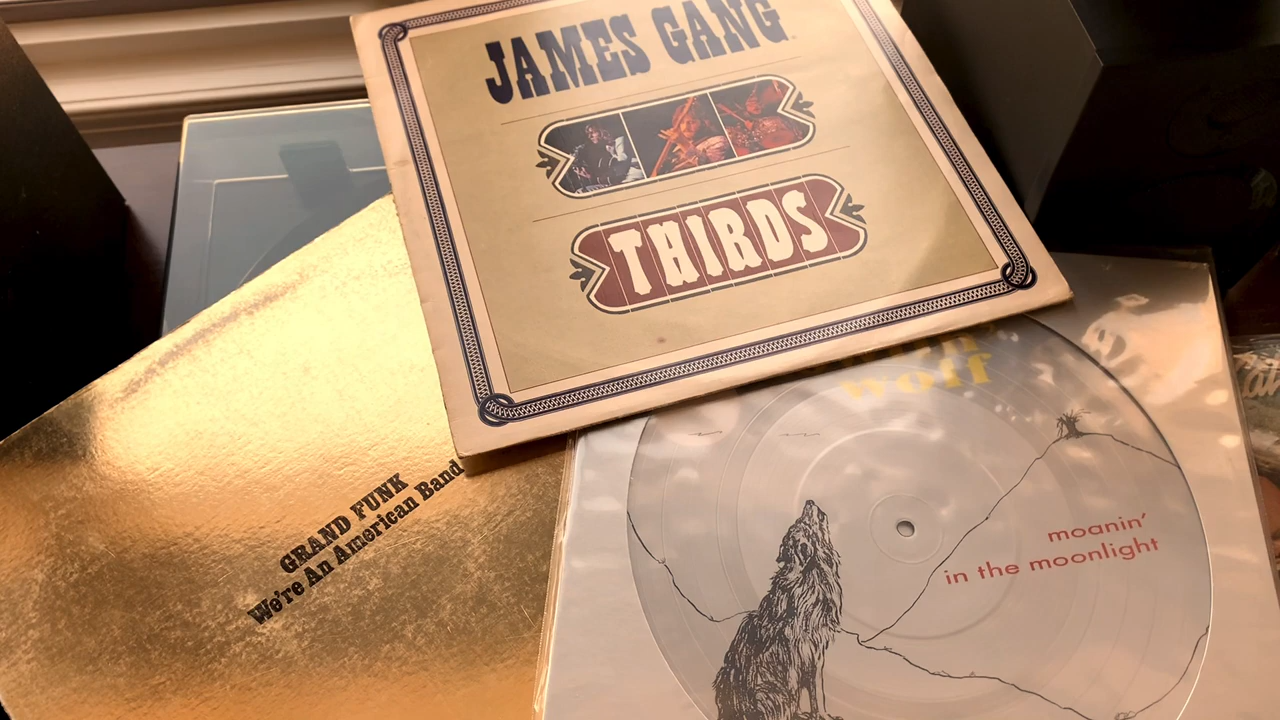 JAMES GANG
THIRDS
GRAND FUNK
We're An American Band
wolf
moanin'
in the moonlight